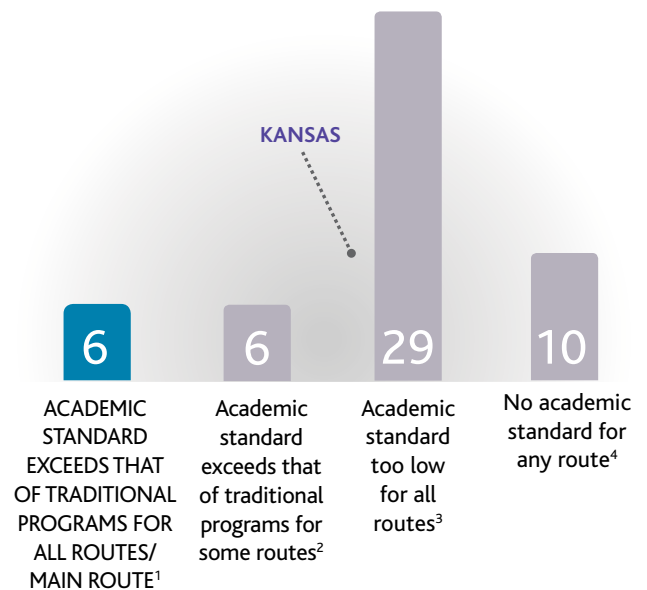 KANSAS
6
6
29
10
ACADEMIC
STANDARD
EXCEEDS THAT
OF TRADITIONAL
PROGRAMS FOR
ALL ROUTES/
MAIN ROUTE¹
Academic
standard
exceeds that
of traditional
programs for
some routes²
Academic
standard
too low
for all
routes³
No academic
standard for
any route⁴